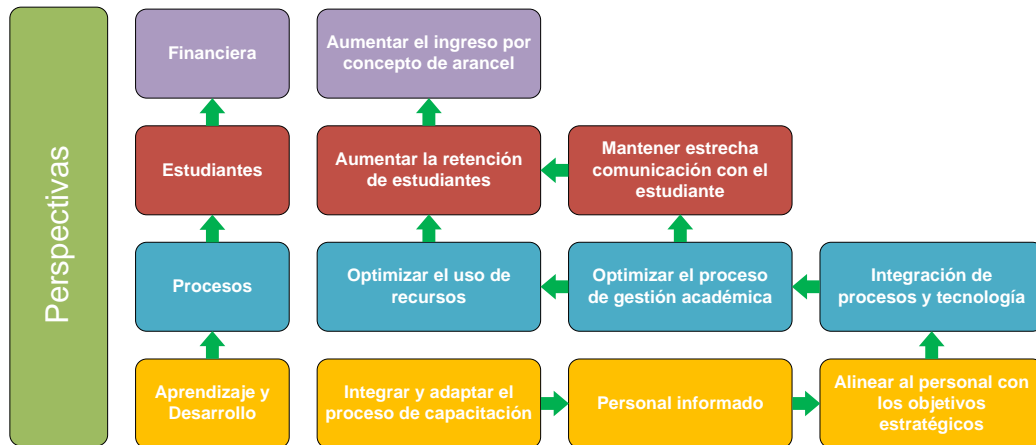 Perspectivas
Financiera
Aumentar el ingreso por
concepto de arancel
Estudiantes
Aumentar la retención
de estudiantes
Mantener estrecha
comunicación con el
estudiante
Procesos
Optimizar el uso de
recursos
Optimizar el proceso
de gestión académica
Integración de
procesos y tecnología
Aprendizaje y
Desarrollo
Integrar y adaptar el
proceso de capacitación
Personal informado
Alinear al personal con
los objetivos
estratégicos